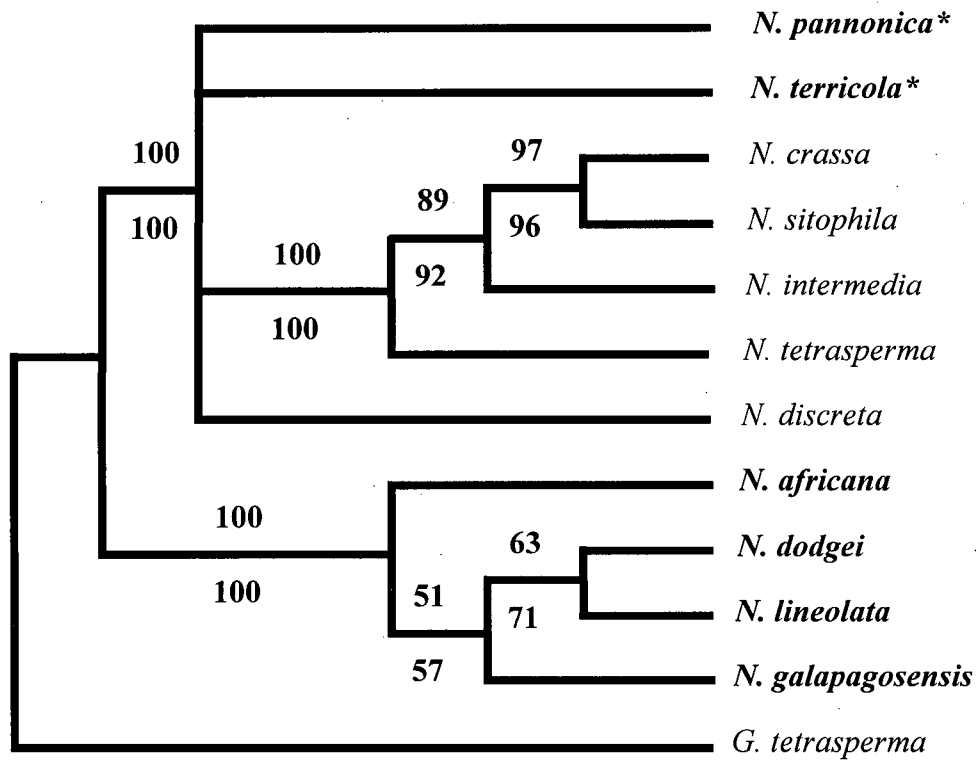 N. pannonica*
N. terricola*
100
97
N. crassa
89
N. sitophila
96
100
100
92
N. intermedia
100
N. tetrasperma
N. discreta
N. africana
100
63
N. dodgei
100
51
71
N. lineolata
57
N. galapagosensis
G. tetrasperma